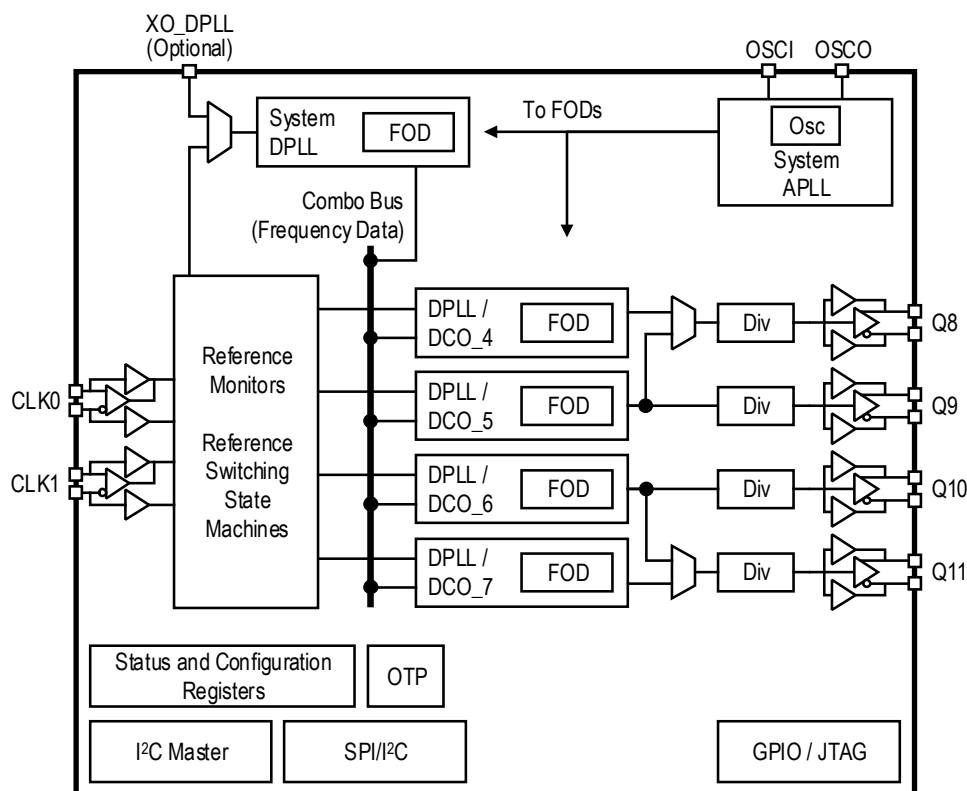 XO_DPLL
(Optional)
OSCI
OSCO
System
DPLL
FOD
To FODs
Osc
System
APLL
Combo Bus
(Frequency Data)
DPLL /
DCO_4
FOD
Div
Q8
Reference
Monitors
CLK0
DPLL /
DCO_5
FOD
Div
Q9
Reference
Switching
State
Machines
CLK1
DPLL /
DCO_6
FOD
Div
Q10
DPLL /
DCO_7
FOD
Div
Q11
Status and Configuration
Registers
OTP
I²C Master
SPI/I²C
GPIO / JTAG